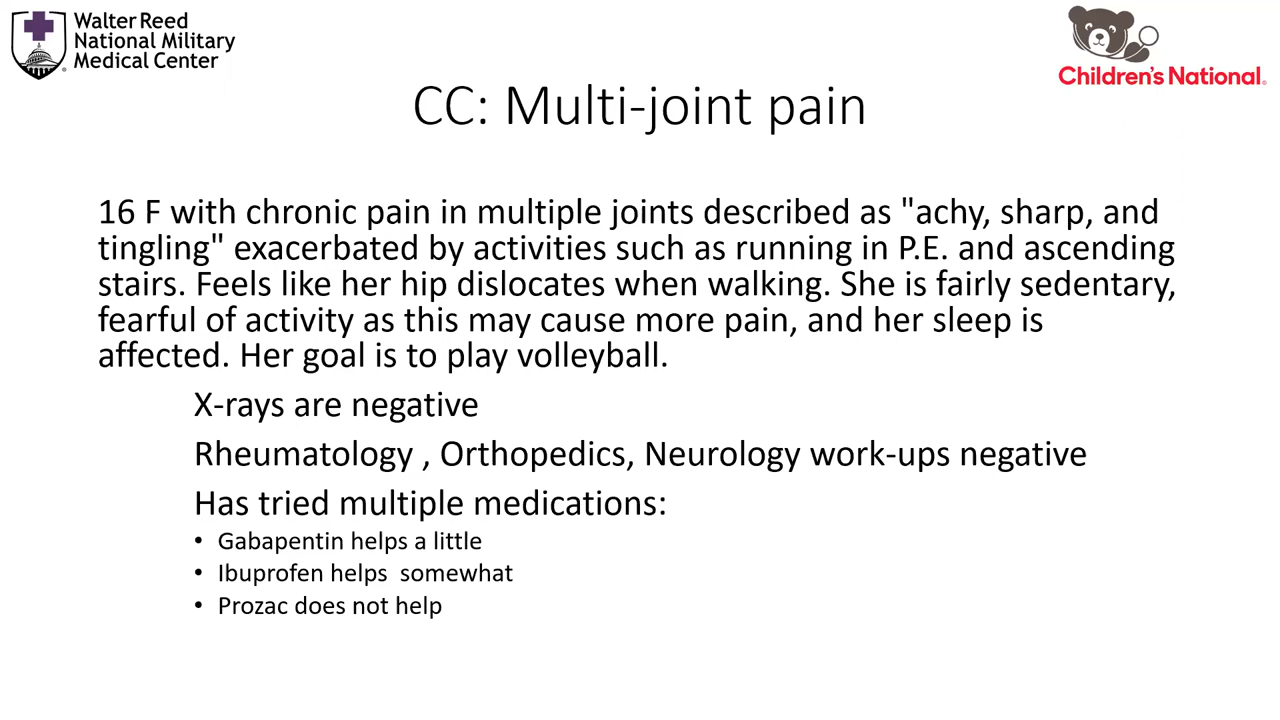 Walter Reed
National Military
Medical Center
Children's National.
CC: Multi-joint pain
16 F with chronic pain in multiple joints described as "achy, sharp, and
tingling" exacerbated by activities such as running in P.E. and ascending
stairs. Feels like her hip dislocates when walking. She is fairly sedentary,
fearful of activity as this may cause more pain, and her sleep is
affected. Her goal is to play volleyball.
X-rays are negative
Rheumatology , Orthopedics, Neurology work-ups negative
Has tried multiple medications:
• Gabapentin helps a little
• Ibuprofen helps  somewhat
• Prozac does not help